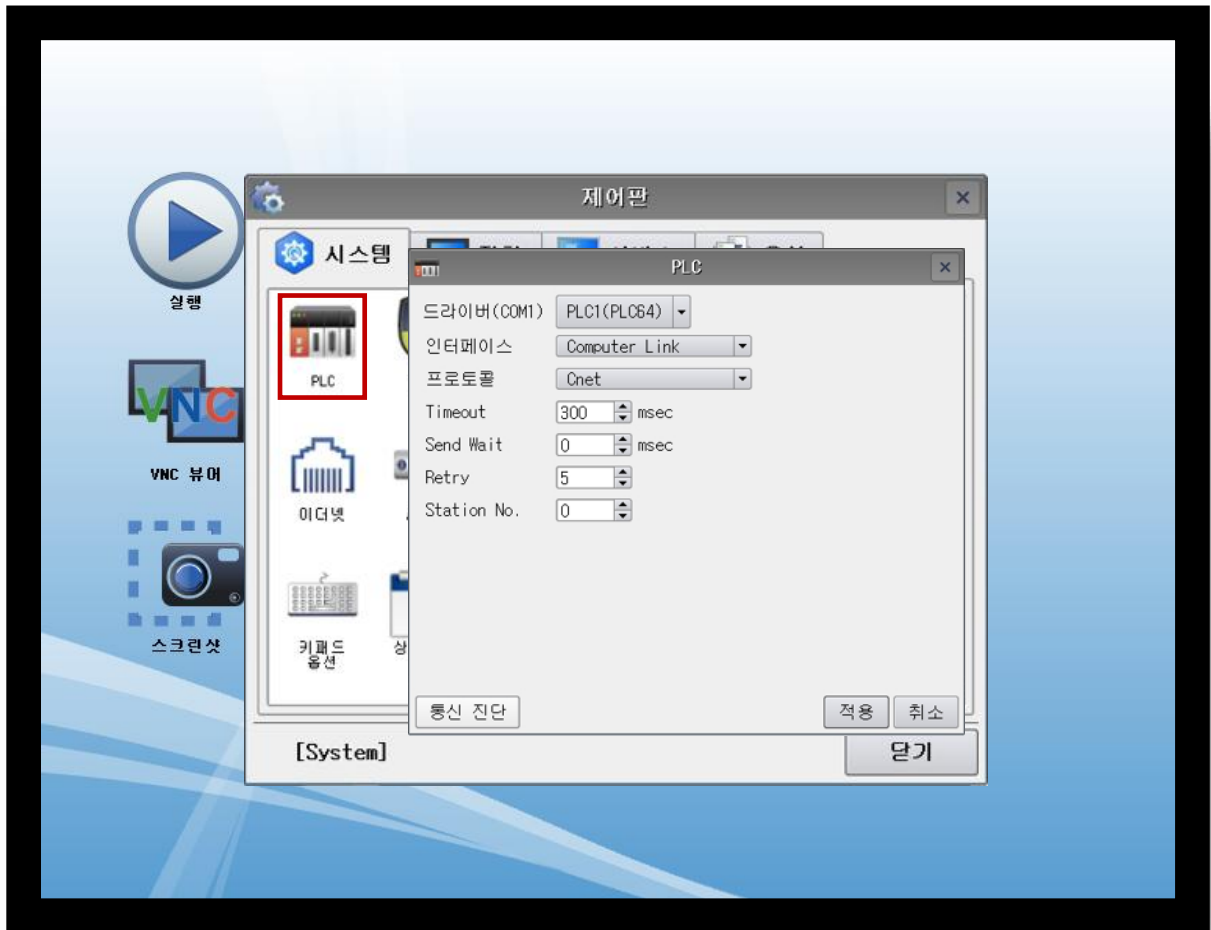 제어판
시스템
PLC
실행
드라이버(COM1) PLC1(PLC64)
인터페이스 Computer Link
프로토콜 Cnet
PLC
Timeout 300 msec
Send Wait 0 msec
VNC
VNC 뷰어
Retry 5
이더넷
Station No. 0
스크린샷
키패드
옵션
상
통신 진단 적용 취소
[System] 닫기